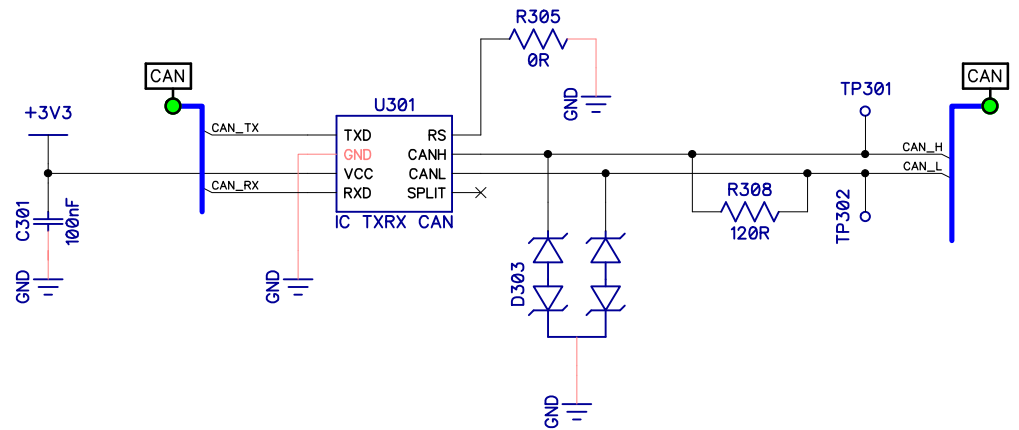 R305
0R
GND
CAN
+3V3
C301
100nF
GND
CAN_TX
CAN_RX
U301
TXD
GND
VCC
RXD
RS
CANH
CANL
SPLIT
IC TXRX CAN
GND
D303
GND
R308
120R
TP301
TP302
CAN_H
CAN_L
CAN